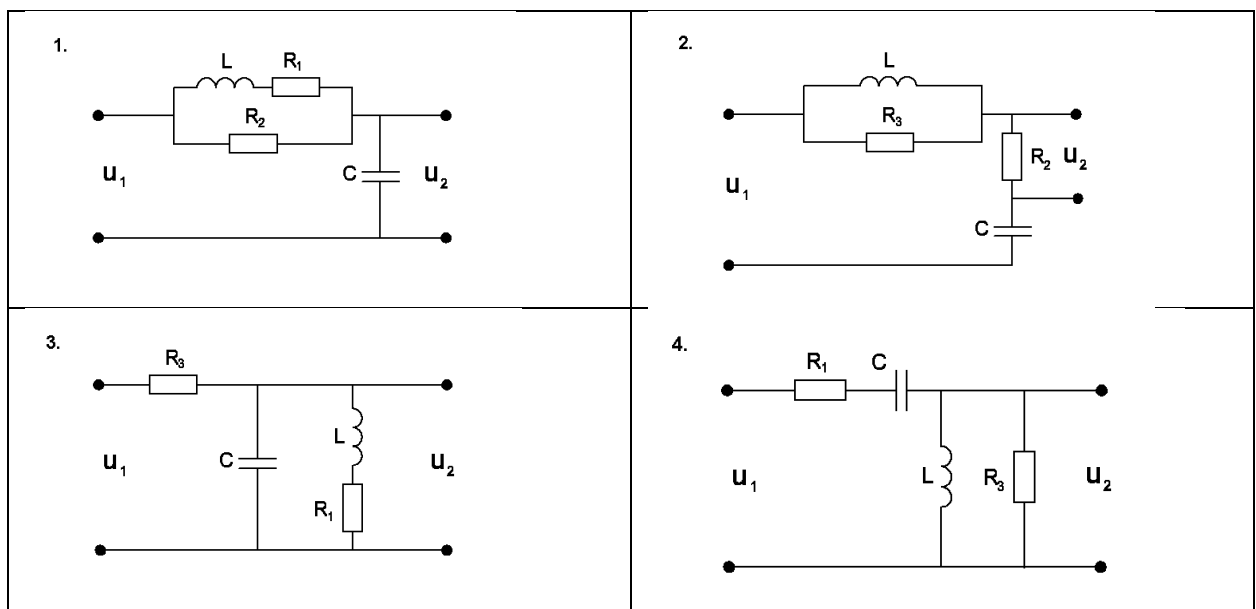 1.
L R₁
R₂
u₁ C u₂
2.
L
R₃
R₂ u₂
u₁
C
3.
R₃
L
u₁ C u₂
R₁
4.
R₁ C
u₁ L R₃ u₂